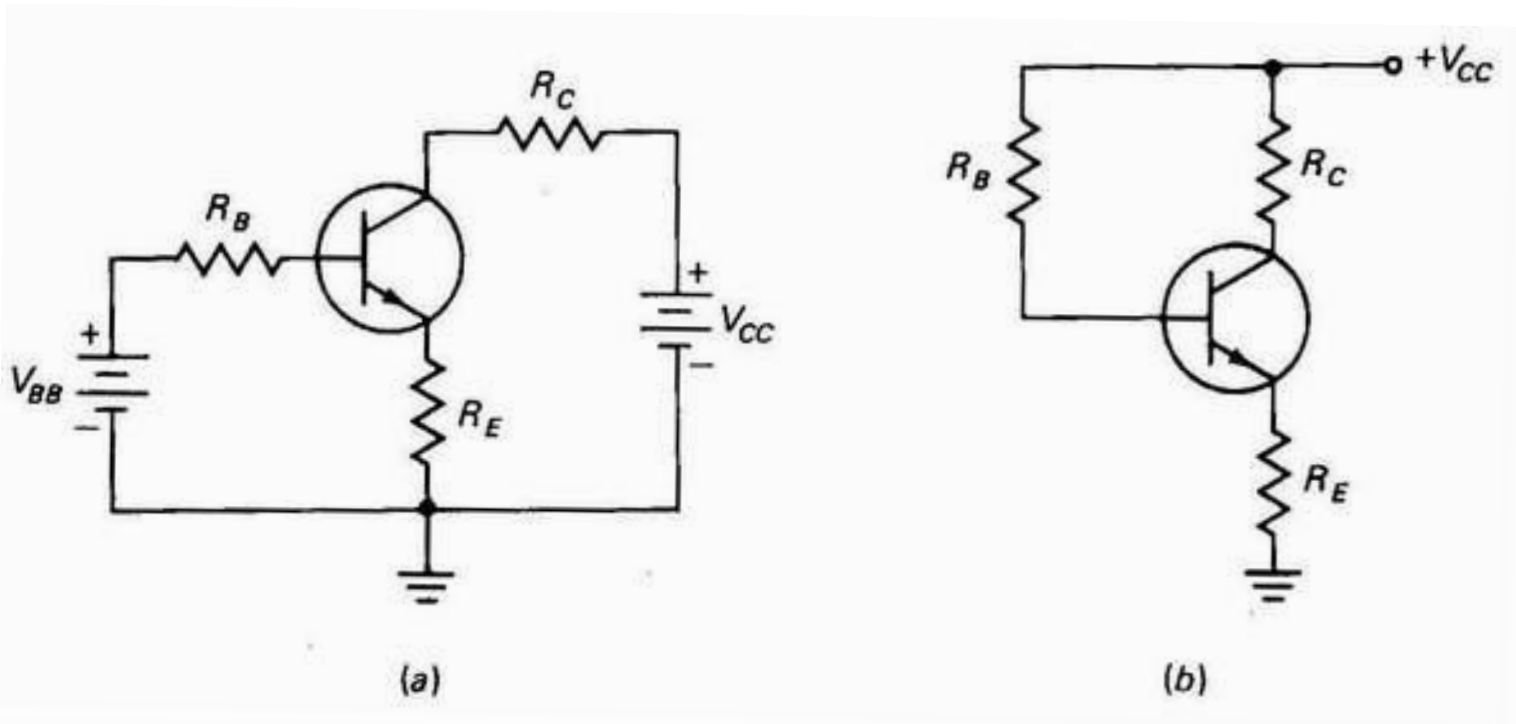 R_C
R_B
+
V_BB
−
R_E
+
V_CC
−
(a)
+V_CC
R_B
R_C
R_E
(b)